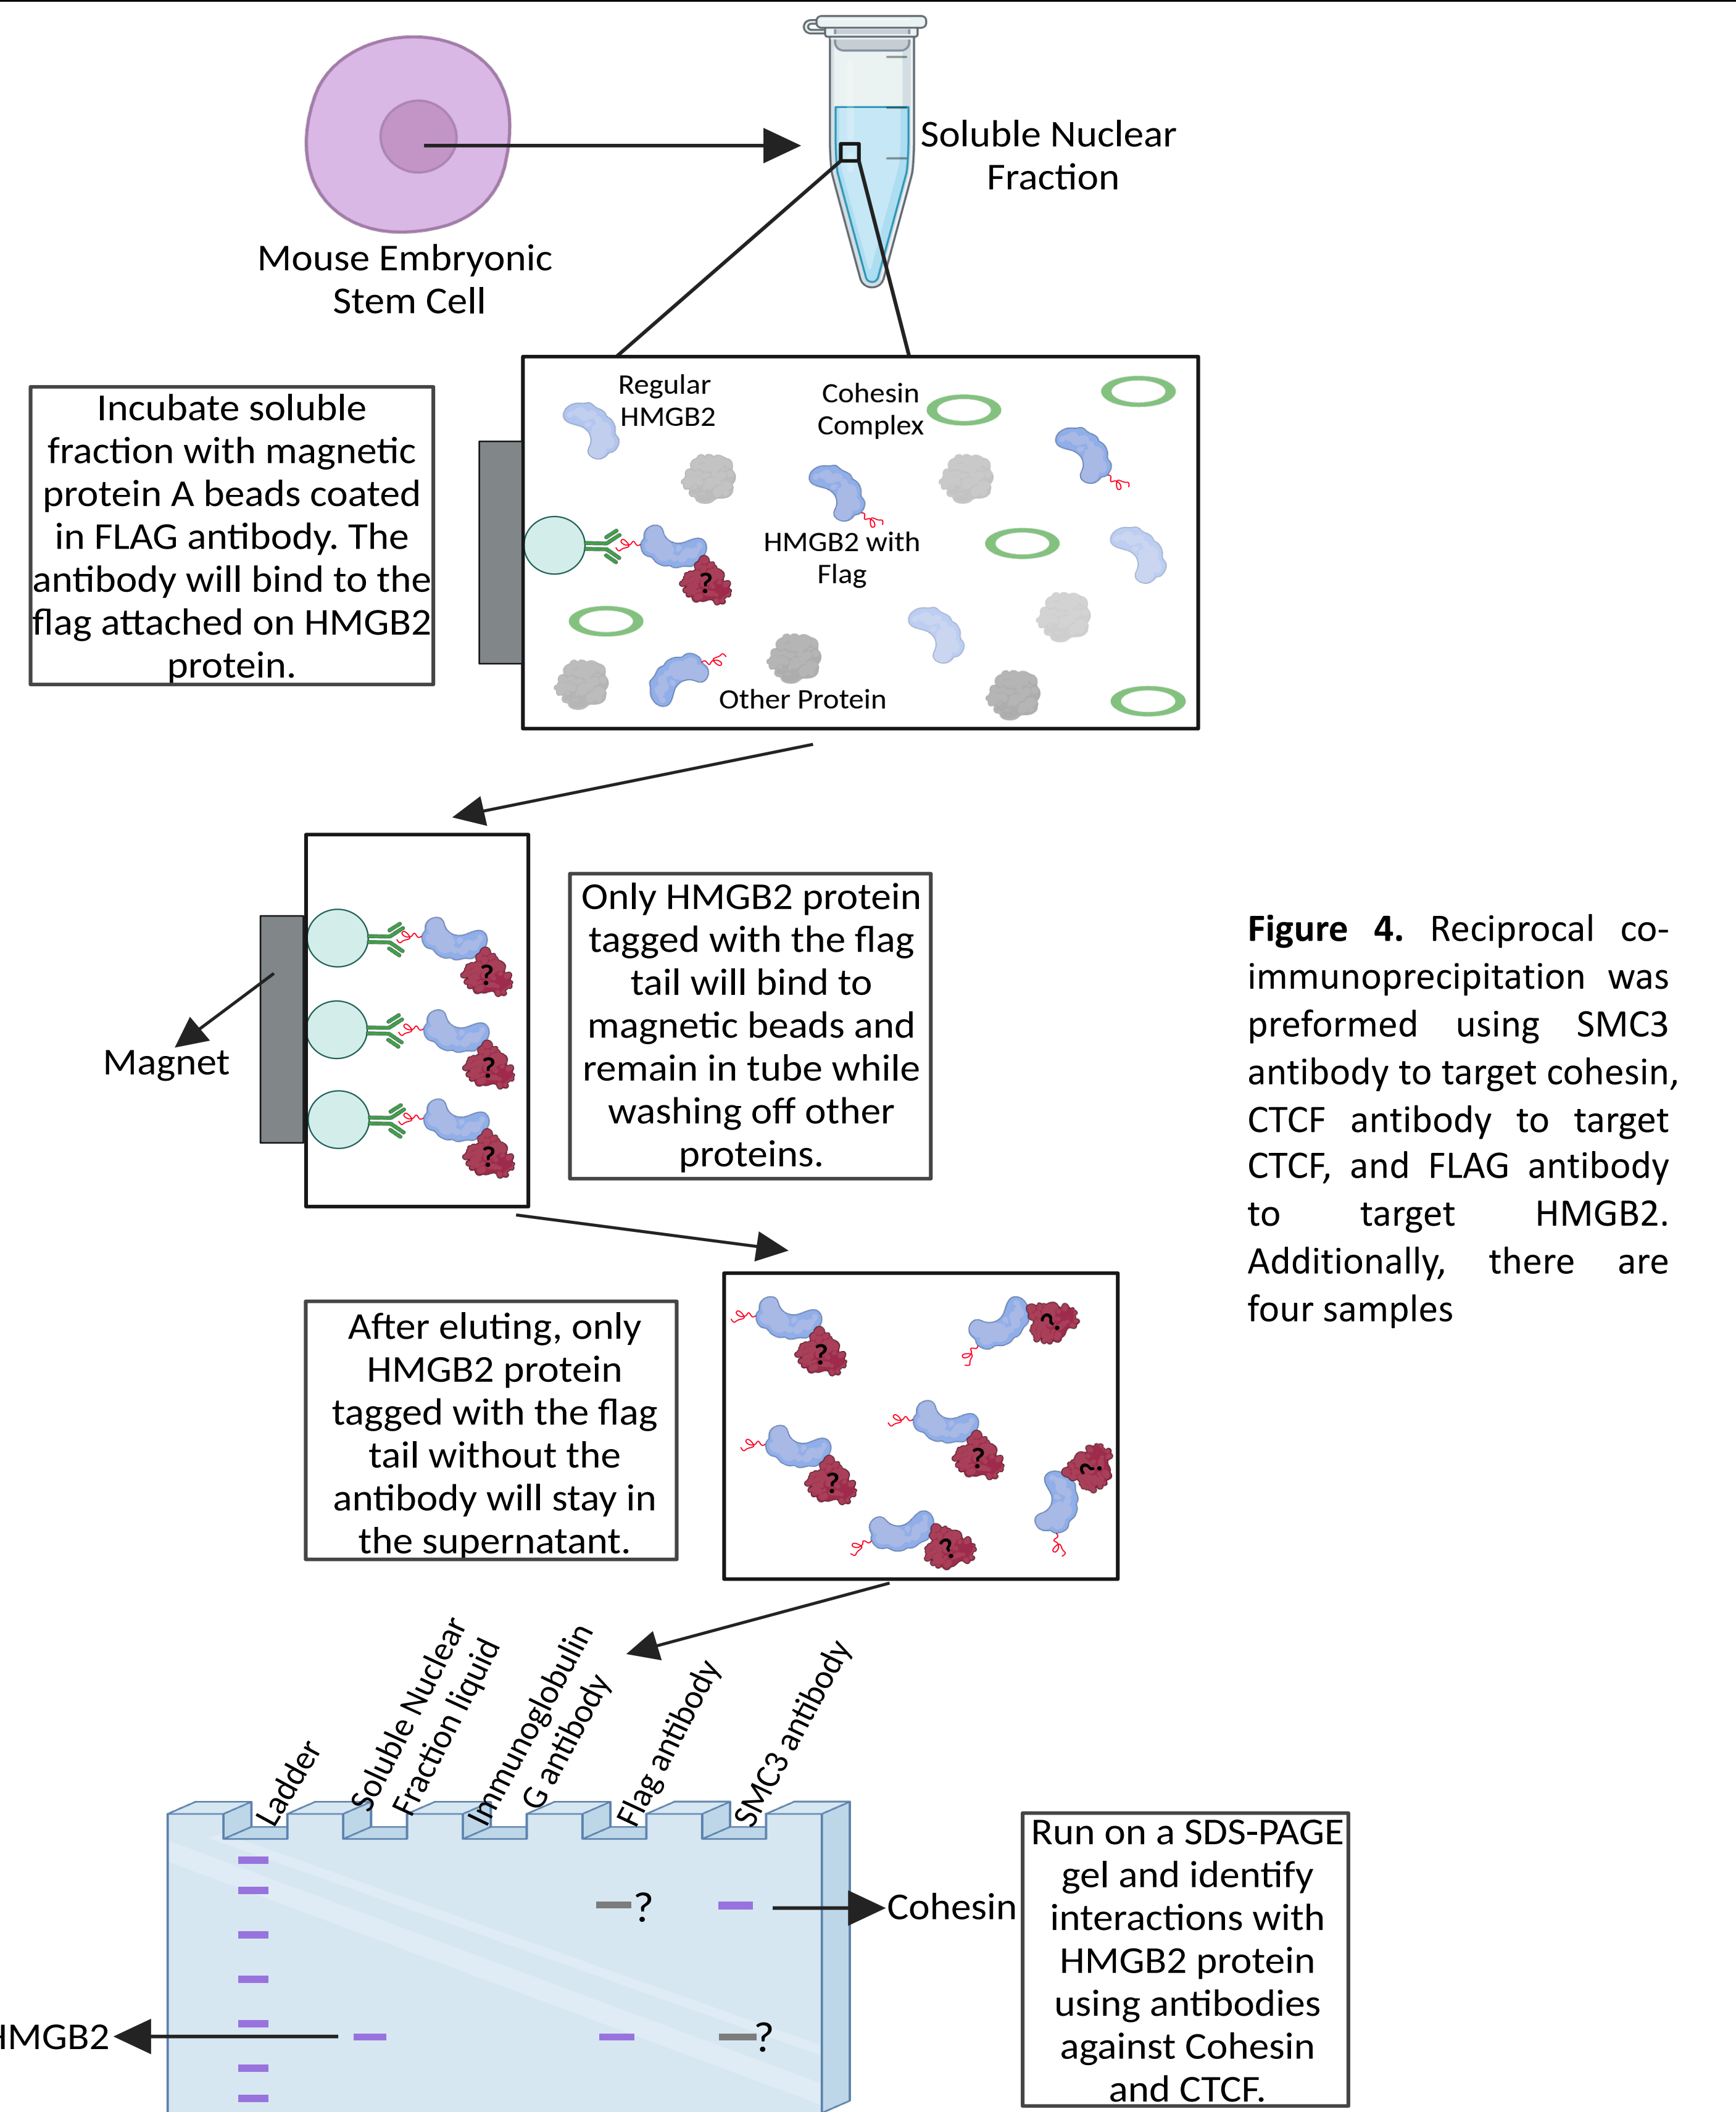 Soluble Nuclear
Fraction
Mouse Embryonic
Stem Cell
Regular
HMGB2
Cohesin
Complex
HMGB2 with
Flag
Other Protein
Incubate soluble
fraction with magnetic
protein A beads coated
in FLAG antibody. The
antibody will bind to the
flag attached on HMGB2
protein.
?
Magnet
?
?
?
Only HMGB2 protein
tagged with the flag
tail will bind to
magnetic beads and
remain in tube while
washing off other
proteins.
Figure 4. Reciprocal co-
immunoprecipitation was
preformed using SMC3
antibody to target cohesin,
CTCF antibody to target
CTCF, and FLAG antibody
to target HMGB2.
Additionally, there are
four samples
After eluting, only
HMGB2 protein
tagged with the flag
tail without the
antibody will stay in
the supernatant.
?
?
?
?
?
?
Ladder
Soluble Nuclear
Fraction liquid
Immunoglobulin
G antibody
Flag antibody
SMC3 antibody
?
Cohesin
HMGB2
?
Run on a SDS-PAGE
gel and identify
interactions with
HMGB2 protein
using antibodies
against Cohesin
and CTCF.